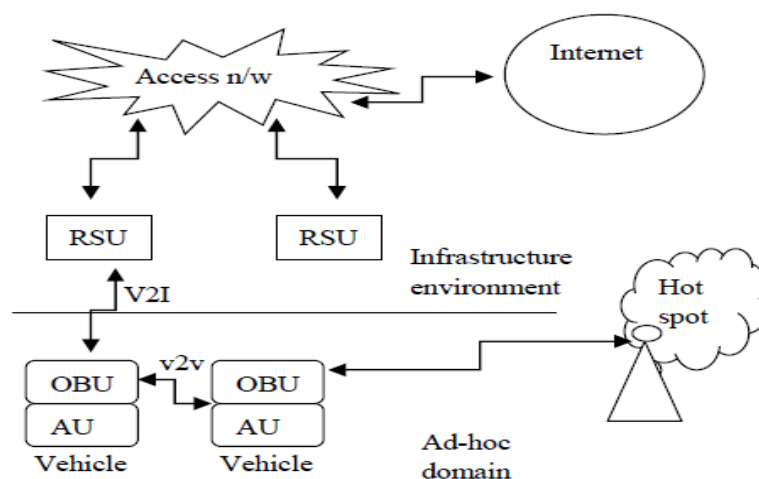 Access n/w
Internet
RSU
RSU
Infrastructure
environment
V2I
Hot
spot
v2v
OBU
OBU
AU
AU
Vehicle
Vehicle
Ad-hoc
domain